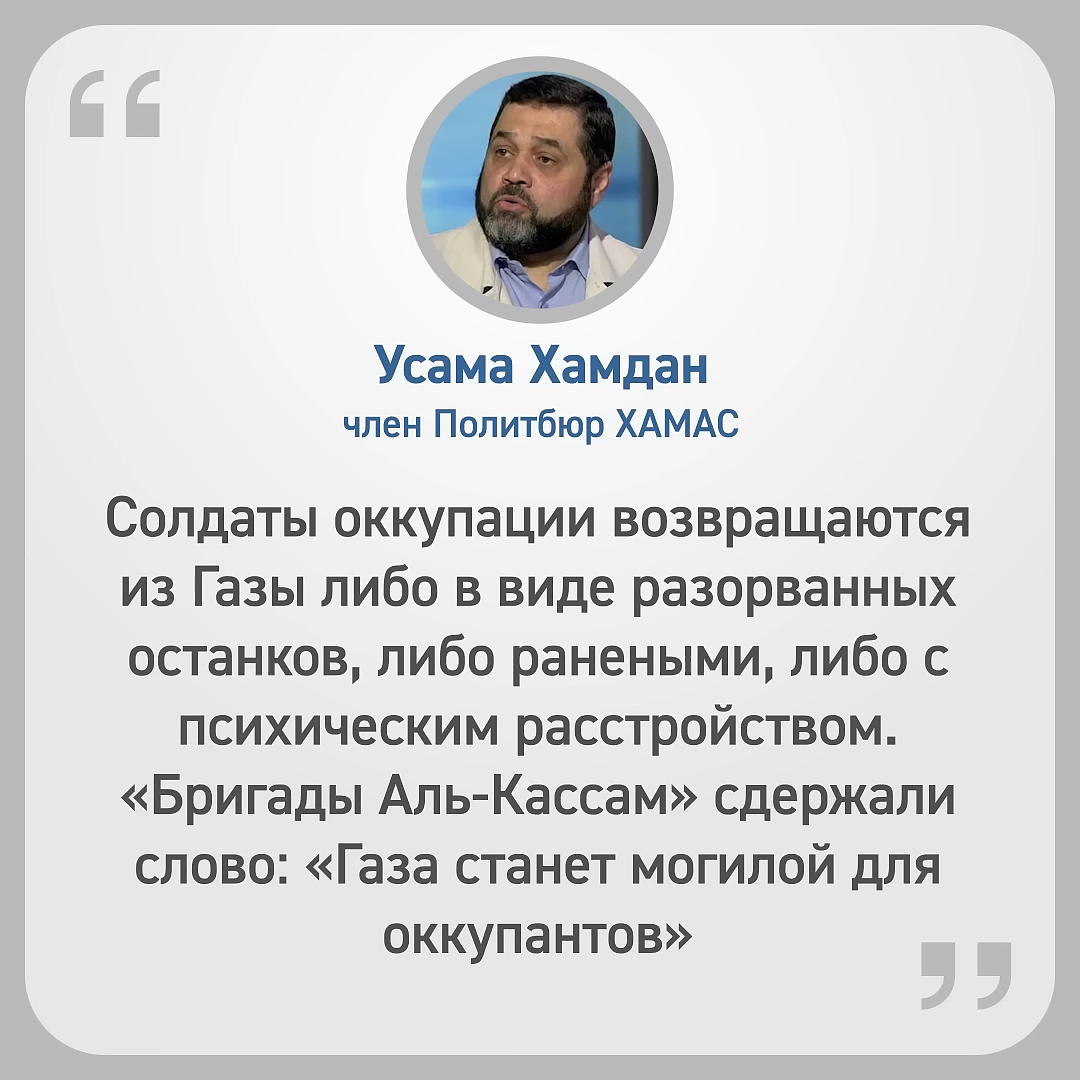 Усама Хамдан
член Политбюр ХАМАС
Солдаты оккупации возвращаются
из Газы либо в виде разорванных
останков, либо ранеными, либо с
психическим расстройством.
«Бригады Аль-Кассам» сдержали
слово: «Газа станет могилой для
оккупантов»